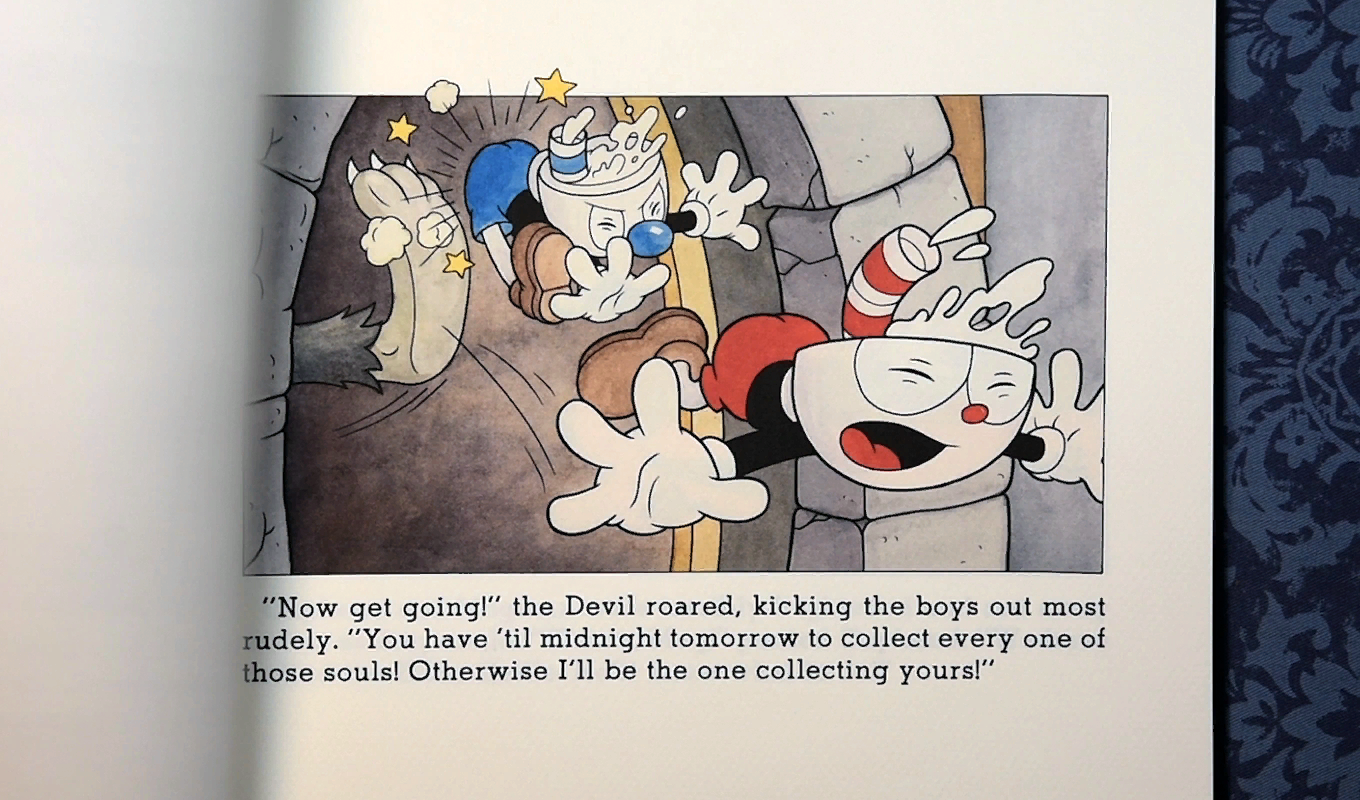 "Now get going!" the Devil roared, kicking the boys out most
rudely. "You have 'til midnight tomorrow to collect every one of
those souls! Otherwise I'll be the one collecting yours!"